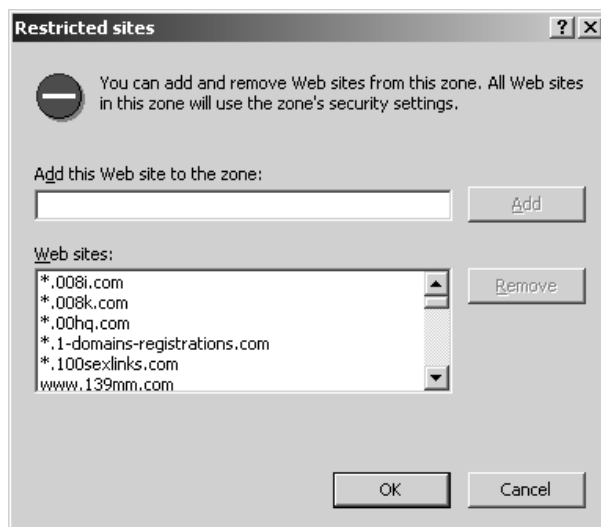 Restricted sites
You can add and remove Web sites from this zone. All Web sites
in this zone will use the zone's security settings.
Add this Web site to the zone:
Add
Web sites:
*.008i.com
*.008k.com
*.00hq.com
*.1-domains-registrations.com
*.100sexlinks.com
www.139mm.com
Remove
OK
Cancel